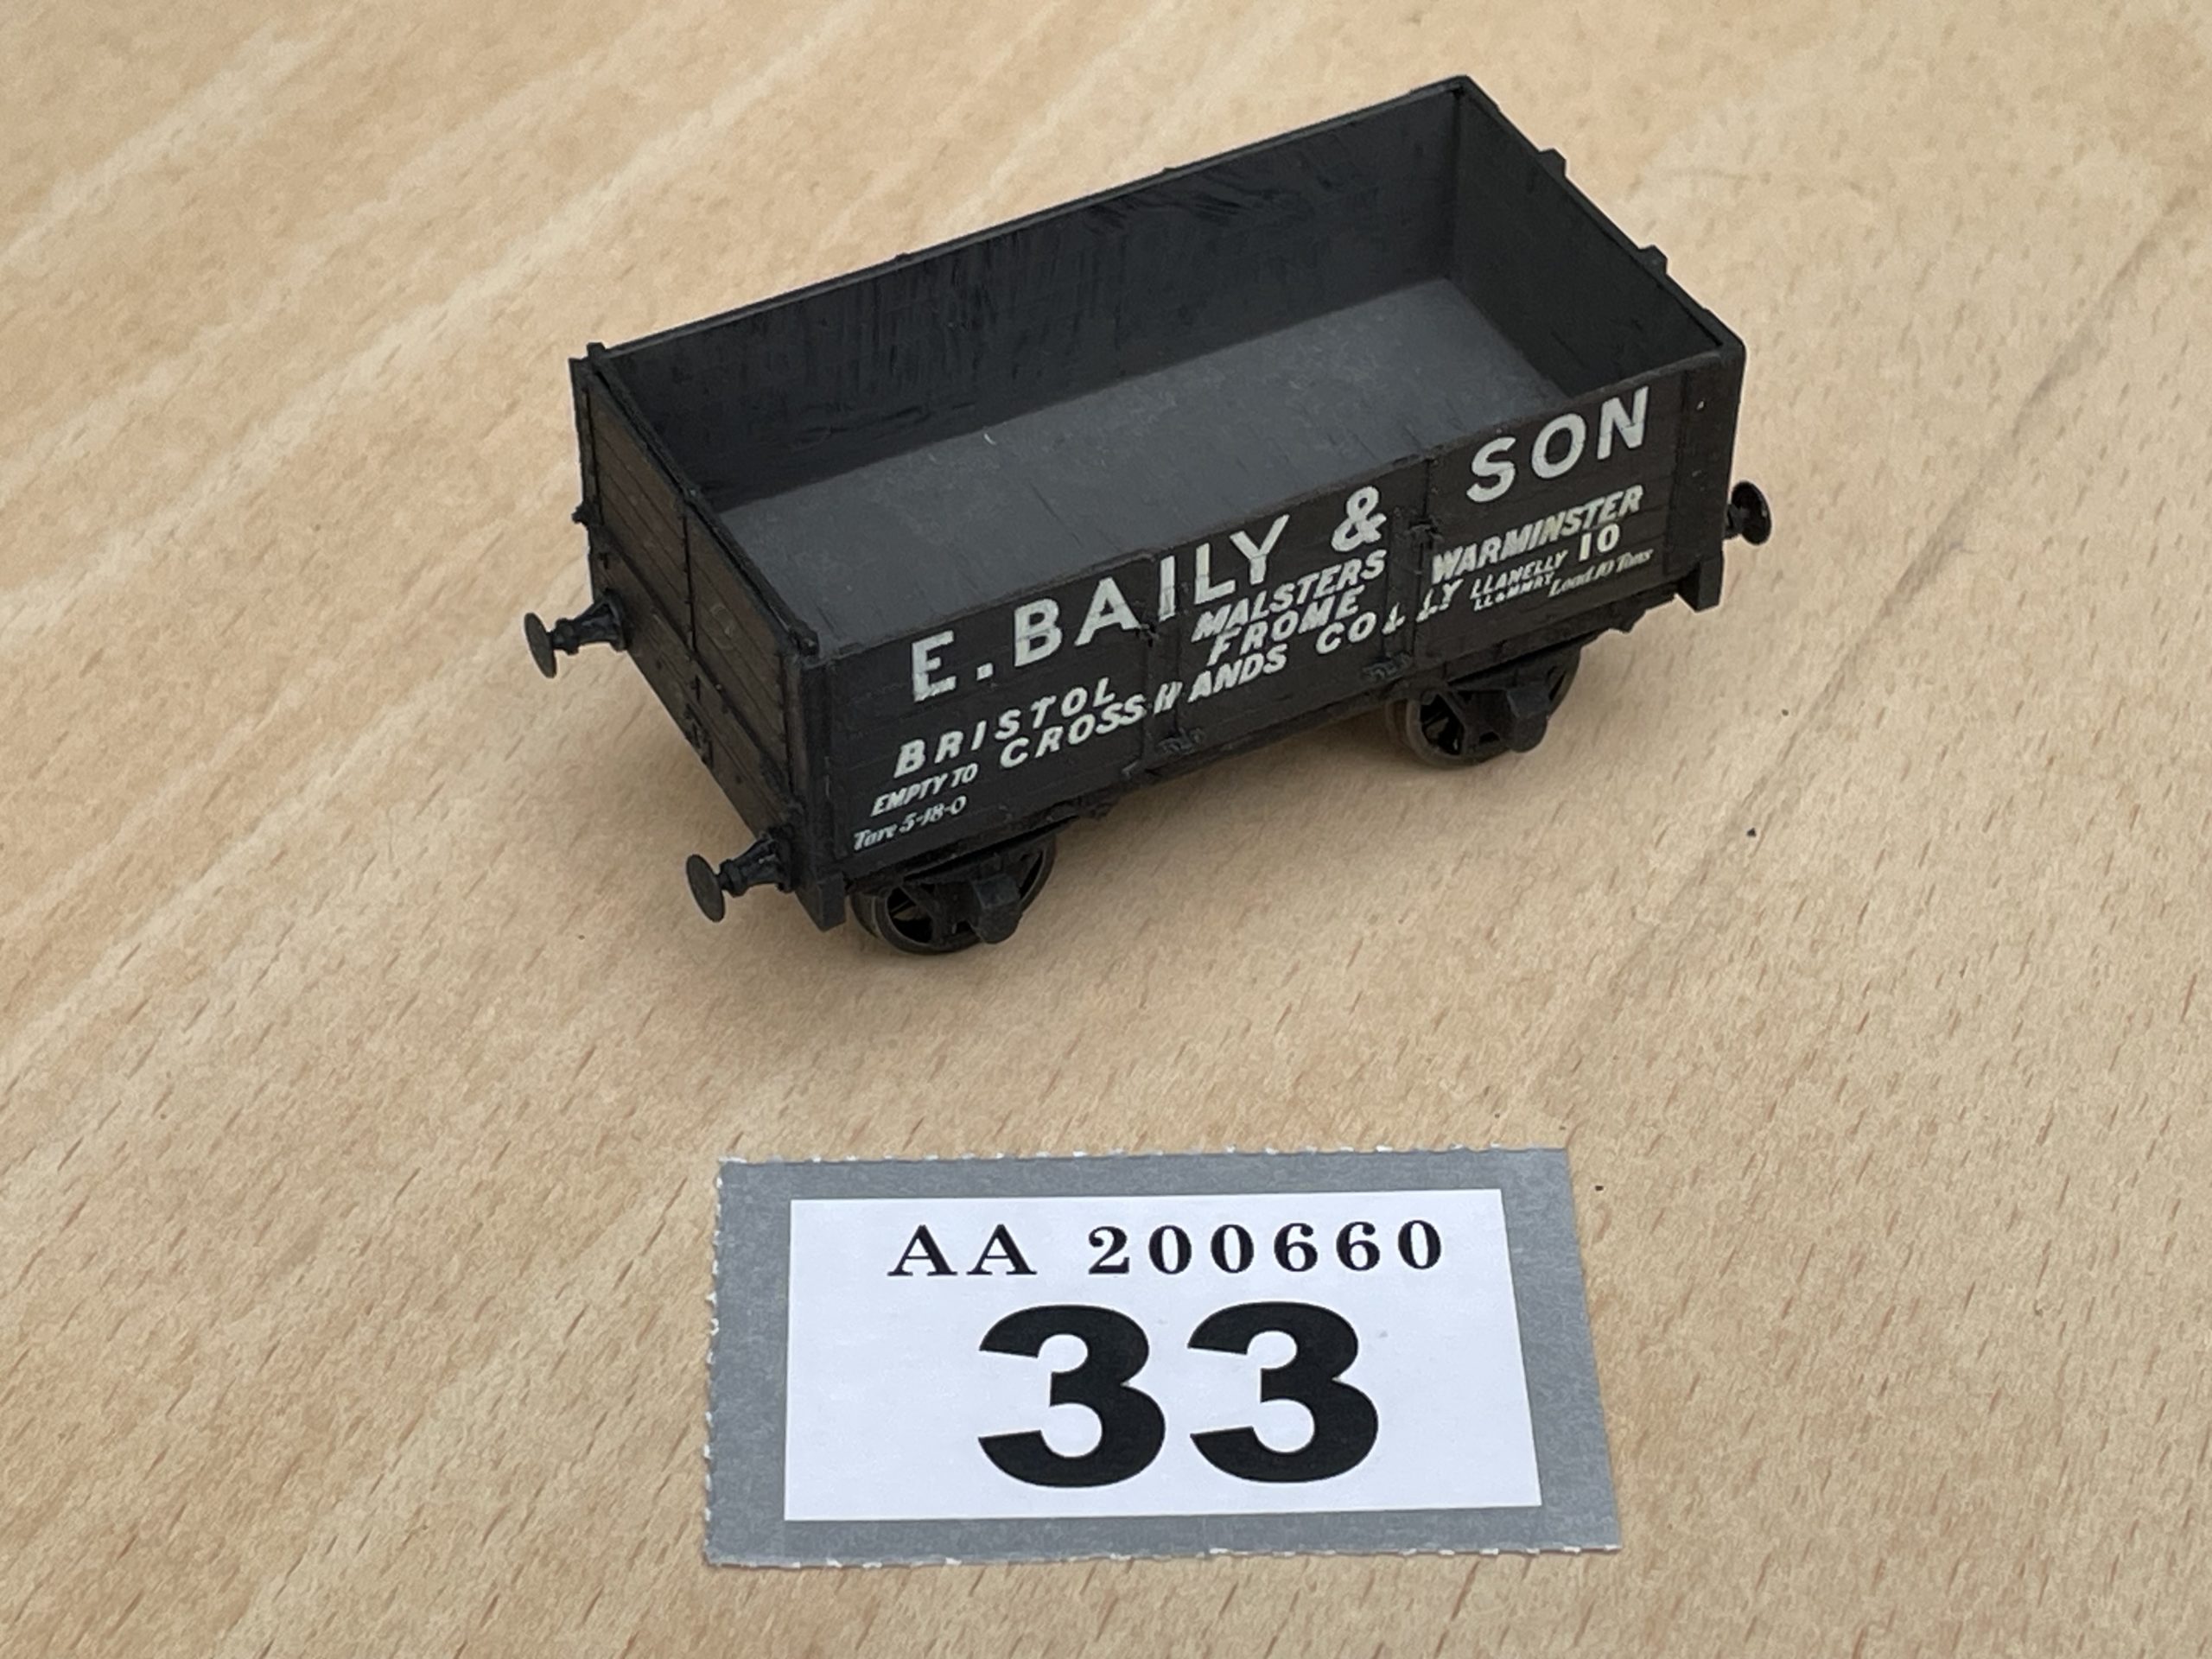 E. BAILY & SON
MALSTERS
BRISTOL FROME WARMINSTER
EMPTY TO CROSS HANDS COLLY LLANELLY 10
Tare 5-18-0 Load 10 Tons
AA 200660
33